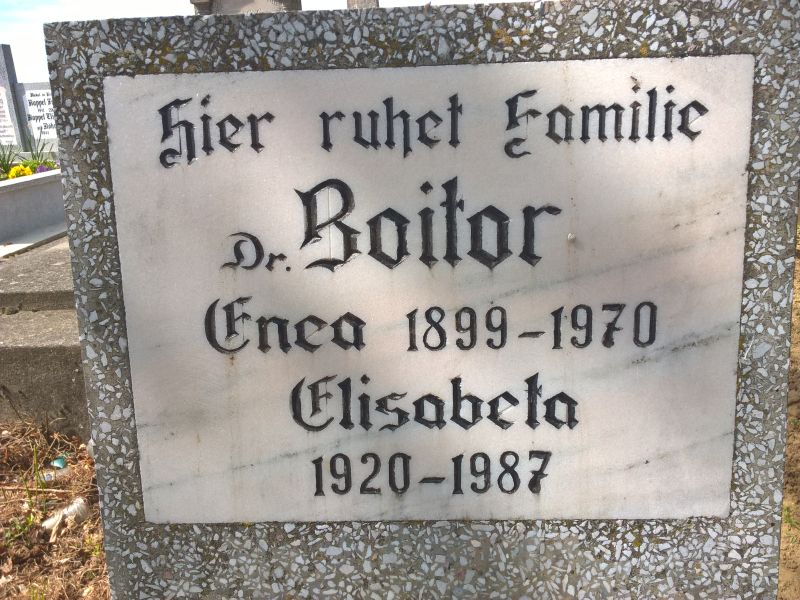 Hier ruhet Familie
Dr. Boitor
Enea 1899-1970
Elisabeta
1920-1987